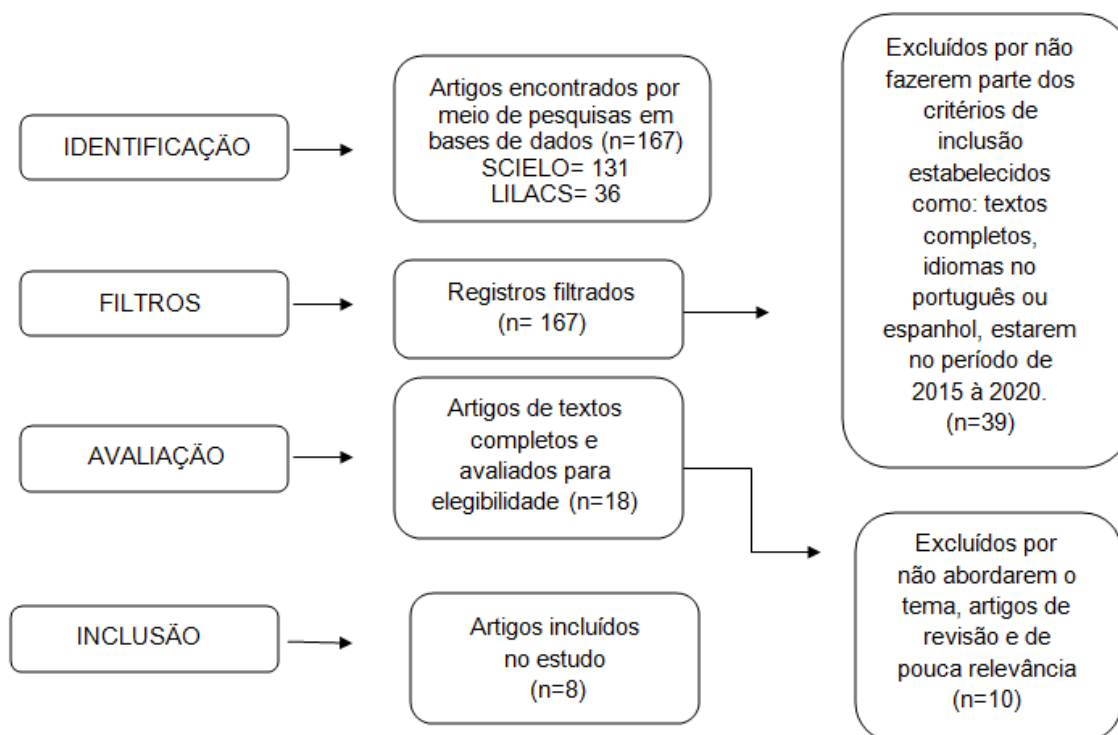 IDENTIFICAÇÃO
Artigos encontrados por
meio de pesquisas em
bases de dados (n=167)
SCIELO= 131
LILACS= 36
FILTROS
Registros filtrados
(n= 167)
Excluídos por não
fazerem parte dos
critérios de
inclusão
estabelecidos
como: textos
completos,
idiomas no
português ou
espanhol, estarem
no período de
2015 à 2020.
(n=39)
AVALIAÇÃO
Artigos de textos
completos e
avaliados para
elegibilidade (n=18)
Excluídos por
não abordarem o
tema, artigos de
revisão e de
pouca relevância
(n=10)
INCLUSÃO
Artigos incluídos
no estudo
(n=8)